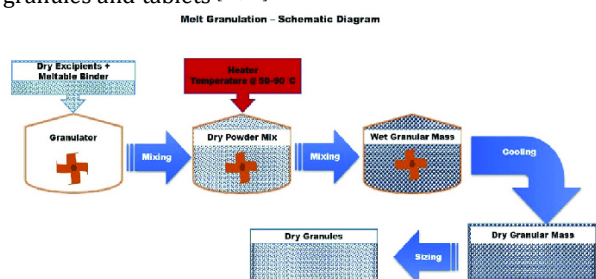 granules and tablets
Melt Granulation – Schematic Diagram
Dry Excipients +
Meltable Binder
Heater
Temperature @ 50-90°C
Granulator
Mixing
Dry Powder Mix
Mixing
Wet Granular Mass
Cooling
Dry Granules
Sizing
Dry Granular Mass